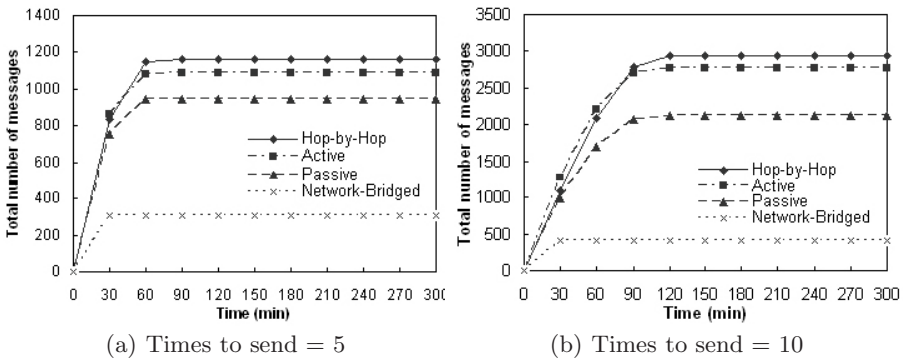 Total number of messages
1400
1200
1000
800
600
400
200
0
Hop-by-Hop
Active
Passive
Network-Bridged
0 30 60 90 120 150 180 210 240 270 300
Time (min)
(a) Times to send = 5
Total number of messages
3500
3000
2500
2000
1500
1000
500
0
Hop-by-Hop
Active
Passive
Network-Bridged
0 30 60 90 120 150 180 210 240 270 300
Time (min)
(b) Times to send = 10